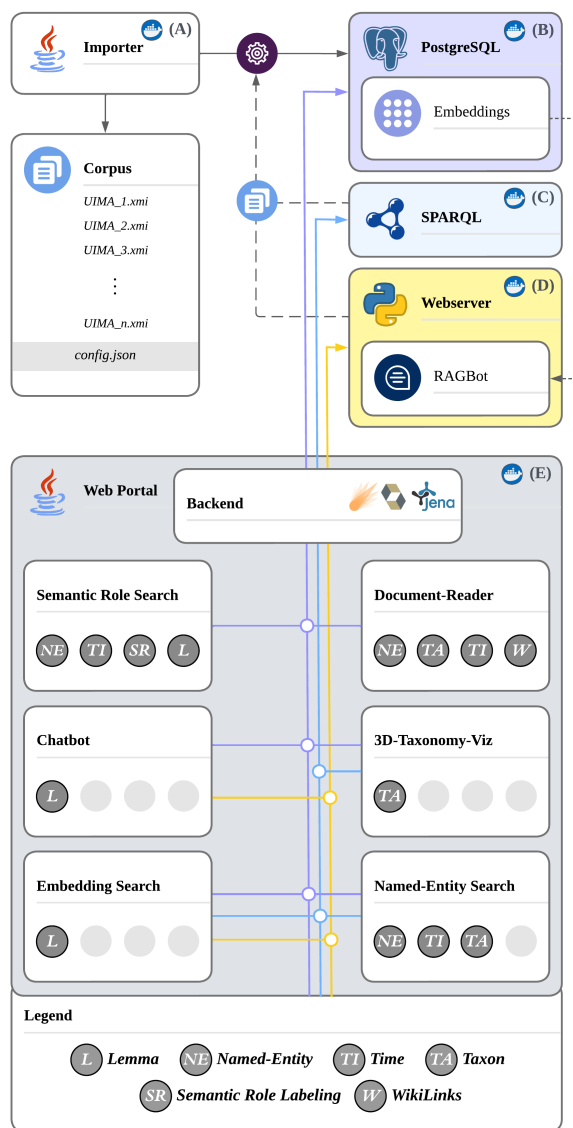 Importer
(A)
Corpus
UIMA_1.xmi
UIMA_2.xmi
UIMA_3.xmi
⋮
UIMA_n.xmi
config.json
PostgreSQL
(B)
Embeddings
SPARQL
(C)
Webserver
(D)
RAGBot
Web Portal
(E)
Backend
Jena
Semantic Role Search
NE TI SR L
Document-Reader
NE TA TI W
Chatbot
L
3D-Taxonomy-Viz
TA
Embedding Search
L
Named-Entity Search
NE TI TA
Legend
L Lemma NE Named-Entity TI Time TA Taxon
SR Semantic Role Labeling W WikiLinks